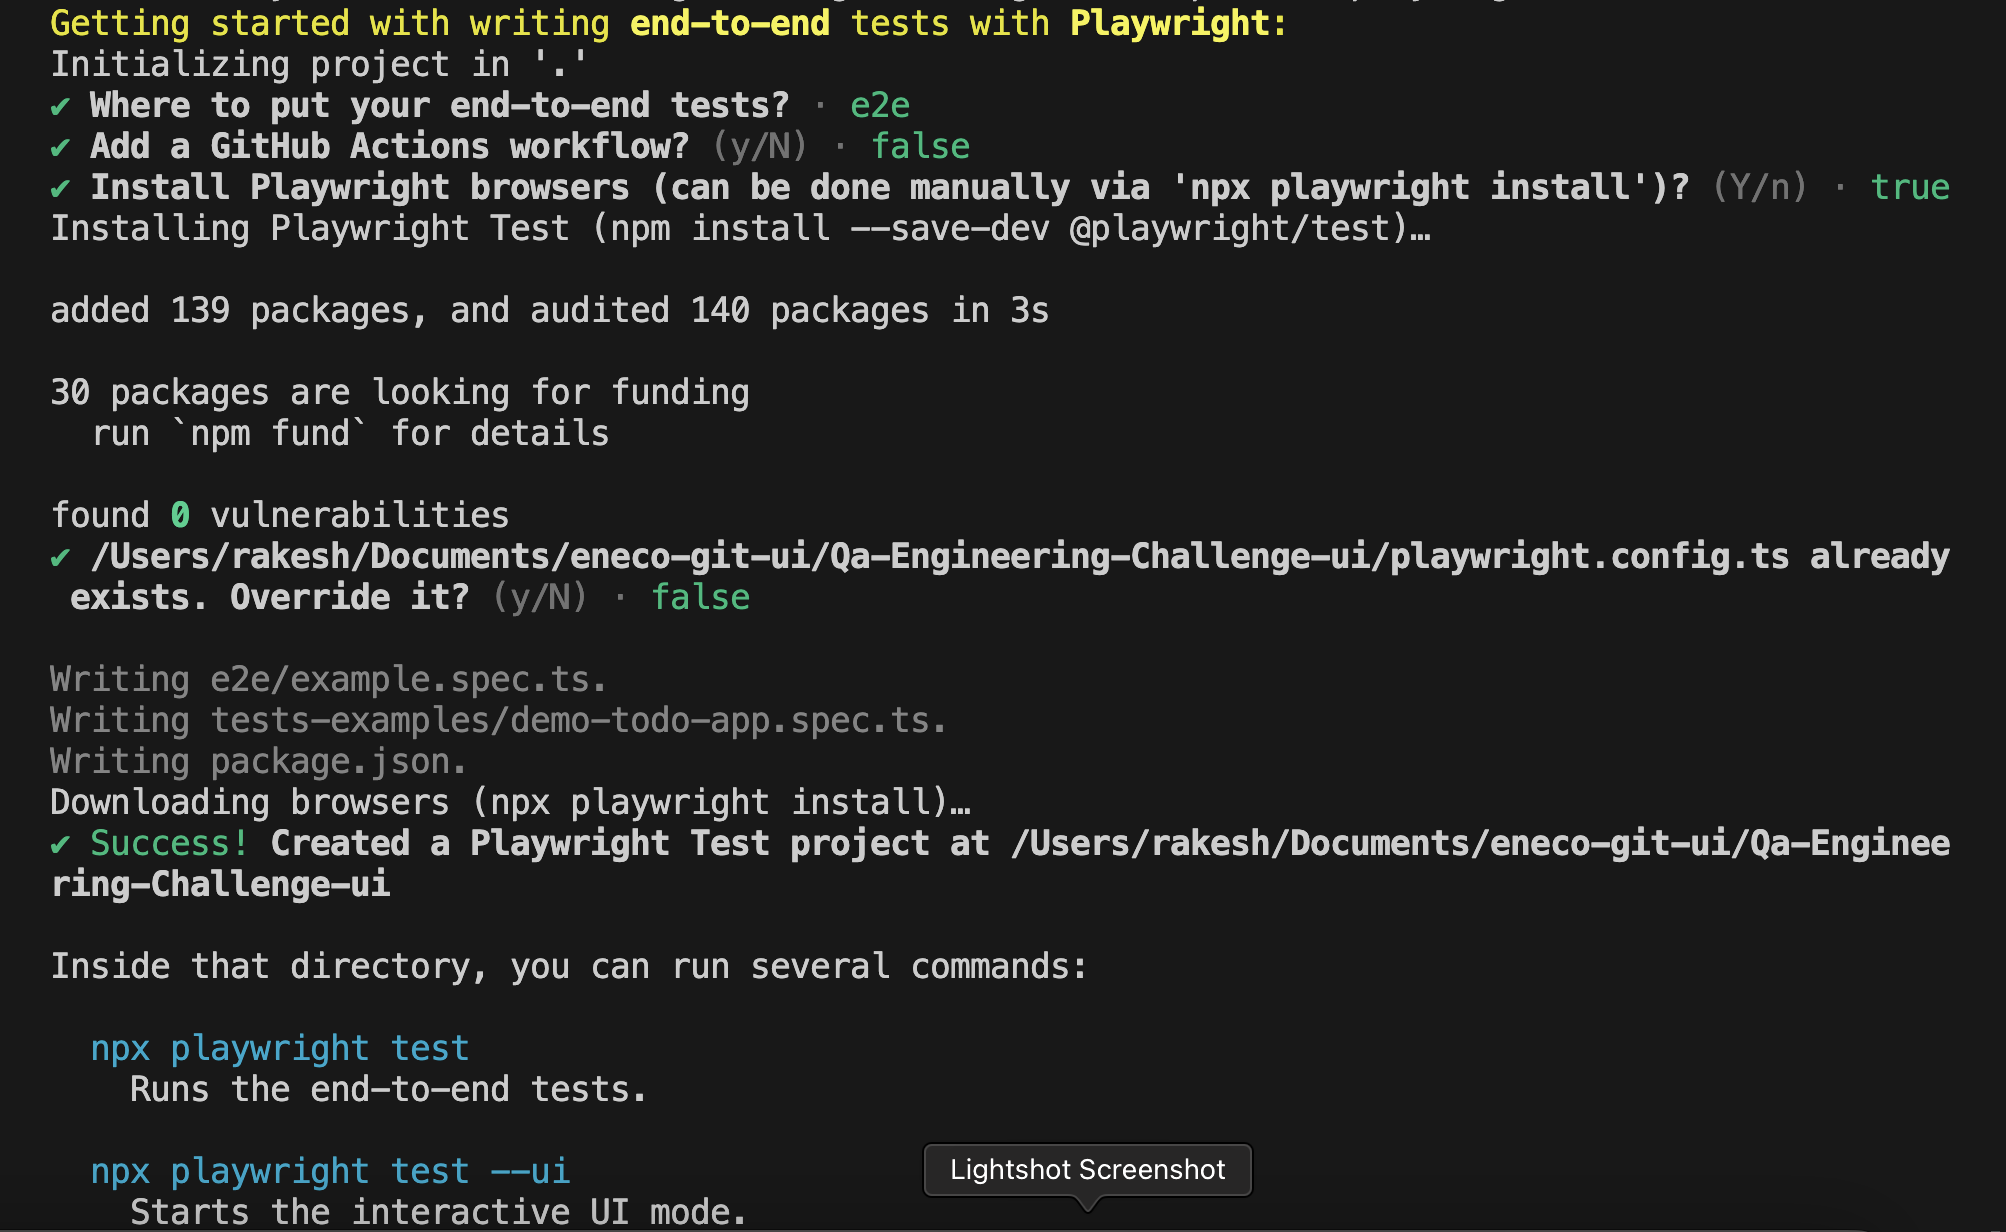 Getting started with writing end-to-end tests with Playwright:
Initializing project in '.'
✔ Where to put your end-to-end tests? · e2e
✔ Add a GitHub Actions workflow? (y/N) · false
✔ Install Playwright browsers (can be done manually via 'npx playwright install')? (Y/n) · true
Installing Playwright Test (npm install --save-dev @playwright/test)…
added 139 packages, and audited 140 packages in 3s
30 packages are looking for funding
  run `npm fund` for details
found 0 vulnerabilities
✔ /Users/rakesh/Documents/eneco-git-ui/Qa-Engineering-Challenge-ui/playwright.config.ts already
 exists. Override it? (y/N) · false
Writing e2e/example.spec.ts.
Writing tests-examples/demo-todo-app.spec.ts.
Writing package.json.
Downloading browsers (npx playwright install)…
✔ Success! Created a Playwright Test project at /Users/rakesh/Documents/eneco-git-ui/Qa-Enginee
ring-Challenge-ui
Inside that directory, you can run several commands:
  npx playwright test
    Runs the end-to-end tests.
  npx playwright test --ui
    Starts the interactive UI mode.
Lightshot Screenshot